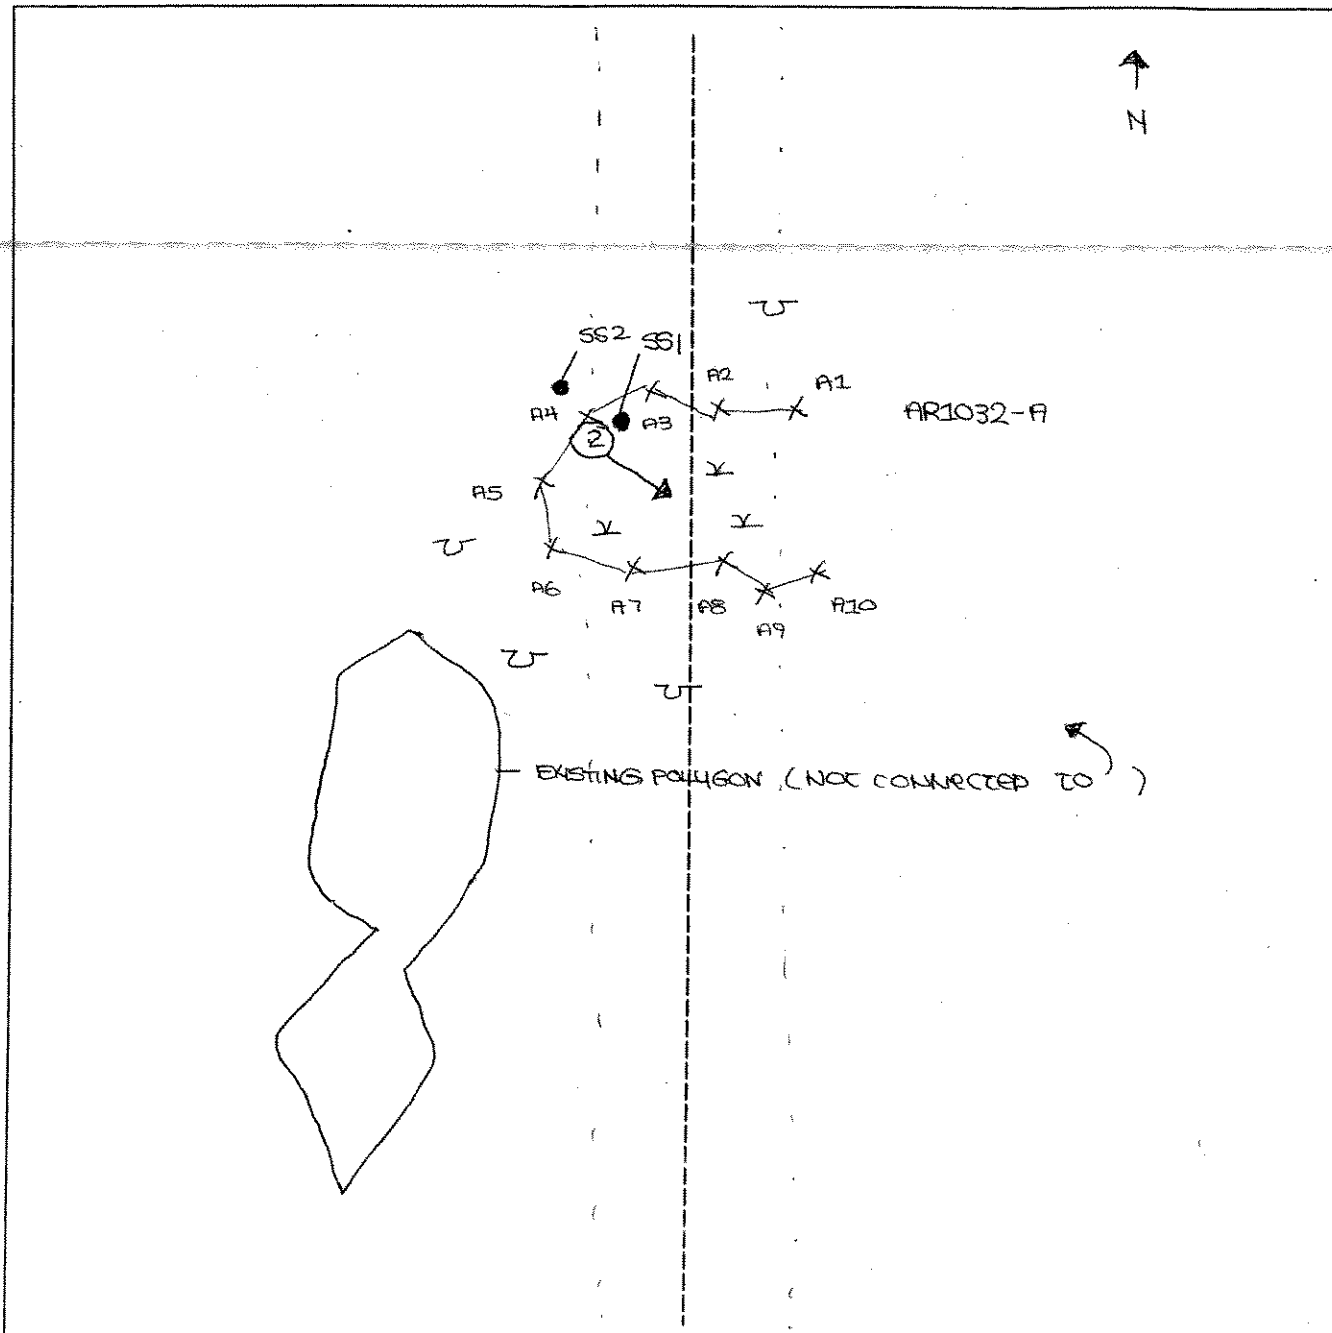 N
SS2
SS1
A2
A1
A4
A3
AR1032-A
2
A5
A6
A7
A8
A10
A9
EXISTING POLYGON (NOT CONNECTED TO )